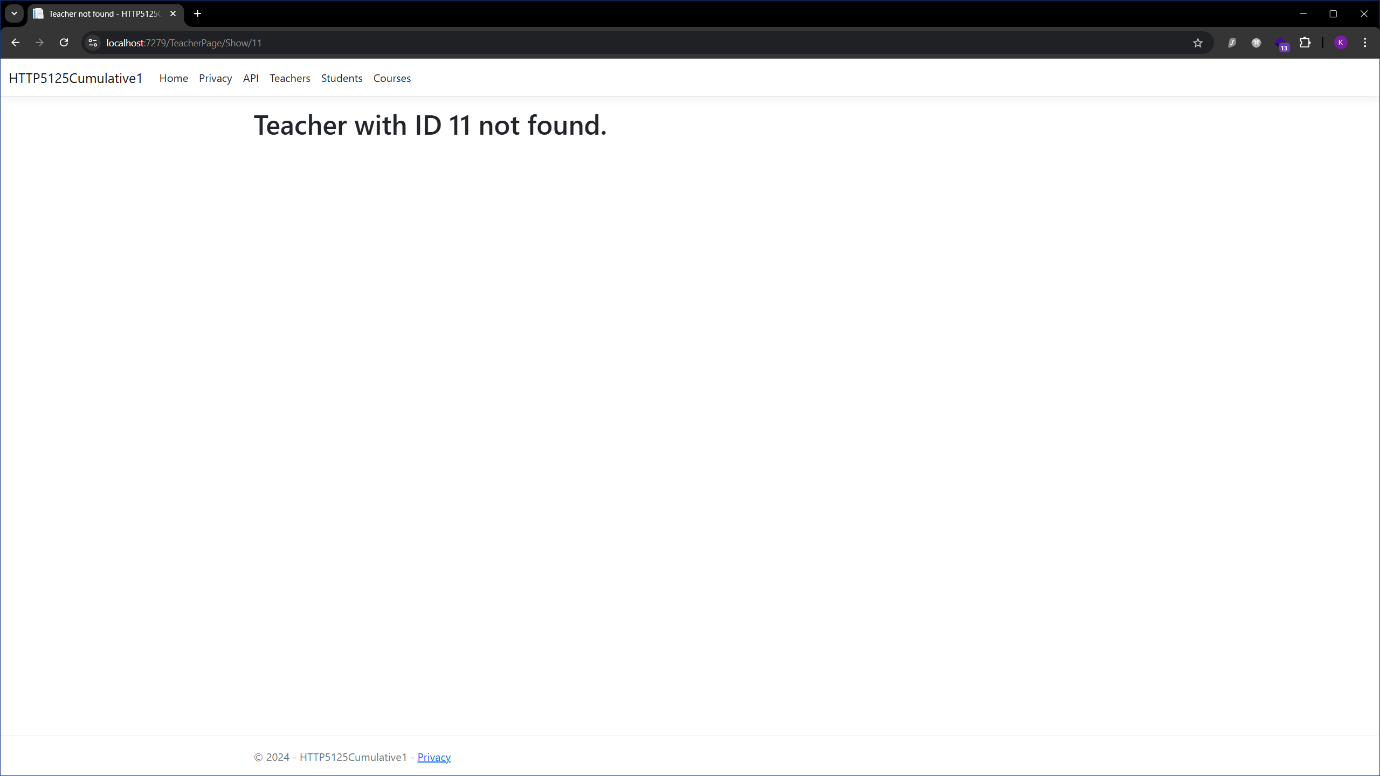 Teacher not found - HTTP5125C
localhost:7279/TeacherPage/Show/11
13
K
HTTP5125Cumulative1 Home Privacy API Teachers Students Courses
Teacher with ID 11 not found.
© 2024 - HTTP5125Cumulative1 - Privacy